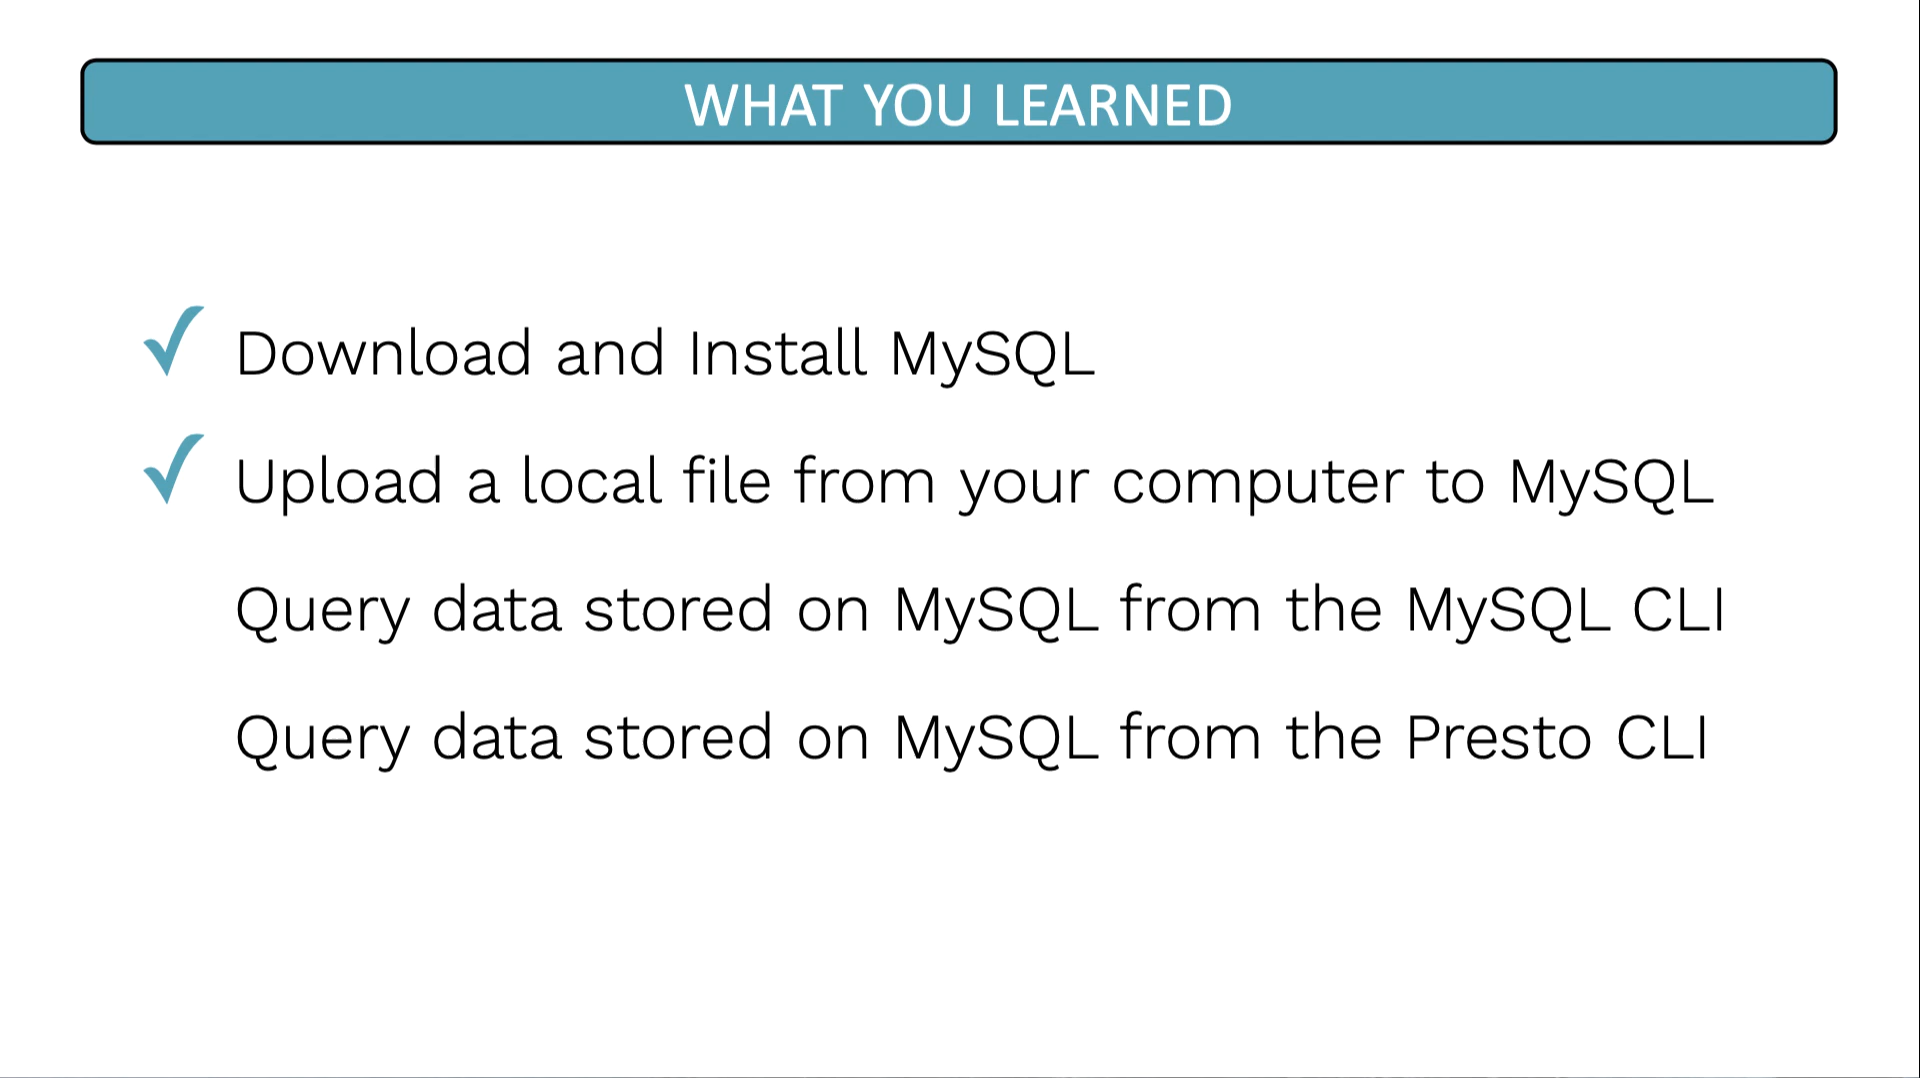 WHAT YOU LEARNED
Download and Install MySQL
Upload a local file from your computer to MySQL
Query data stored on MySQL from the MySQL CLI
Query data stored on MySQL from the Presto CLI